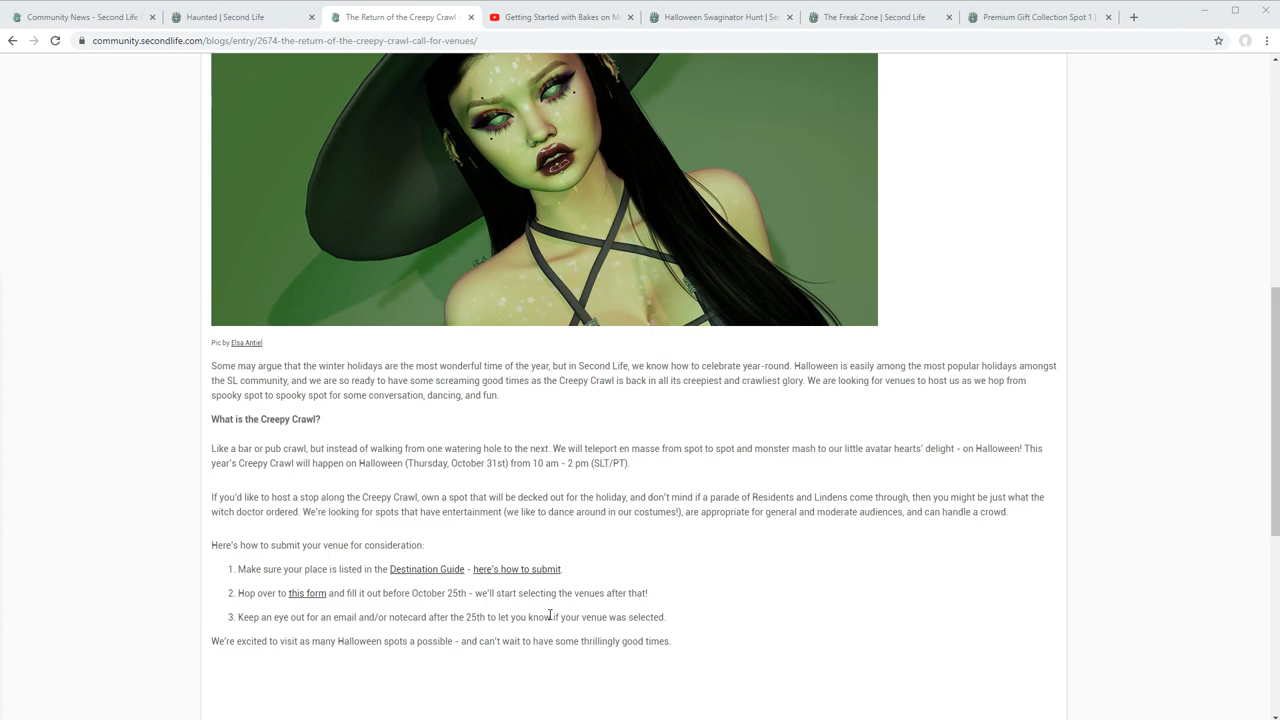 Community News - Second Life
Haunted | Second Life
The Return of the Creepy Crawl -
Getting Started with Bakes on M
Halloween Swaginator Hunt | Se
The Freak Zone | Second Life
Premium Gift Collection Spot 1 |
community.secondlife.com/blogs/entry/2674-the-return-of-the-creepy-crawl-call-for-venues/
Pic by Elsa Antiel
Some may argue that the winter holidays are the most wonderful time of the year, but in Second Life, we know how to celebrate year-round. Halloween is easily among the most popular holidays amongst
the SL community, and we are so ready to have some screaming good times as the Creepy Crawl is back in all its creepiest and crawliest glory. We are looking for venues to host us as we hop from
spooky spot to spooky spot for some conversation, dancing, and fun.
What is the Creepy Crawl?
Like a bar or pub crawl, but instead of walking from one watering hole to the next. We will teleport en masse from spot to spot and monster mash to our little avatar hearts' delight - on Halloween! This
year's Creepy Crawl will happen on Halloween (Thursday, October 31st) from 10 am - 2 pm (SLT/PT).
If you'd like to host a stop along the Creepy Crawl, own a spot that will be decked out for the holiday, and don't mind if a parade of Residents and Lindens come through, then you might be just what the
witch doctor ordered. We're looking for spots that have entertainment (we like to dance around in our costumes!), are appropriate for general and moderate audiences, and can handle a crowd.
Here's how to submit your venue for consideration:
1. Make sure your place is listed in the Destination Guide - here's how to submit.
2. Hop over to this form and fill it out before October 25th - we'll start selecting the venues after that!
3. Keep an eye out for an email and/or notecard after the 25th to let you know if your venue was selected.
We're excited to visit as many Halloween spots a possible - and can't wait to have some thrillingly good times.